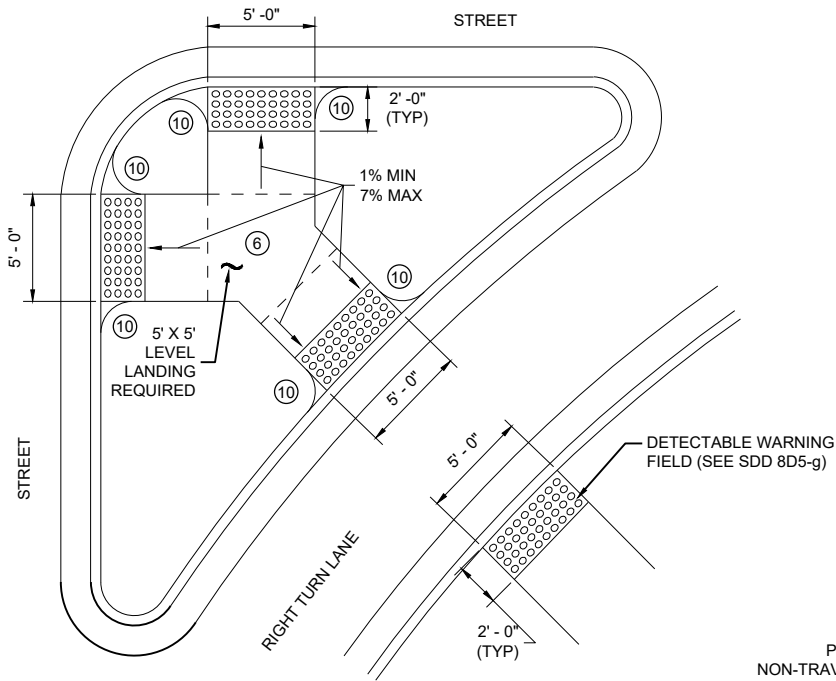 5' -0"
STREET
2' -0"
(TYP)
10
10
10
1% MIN
7% MAX
5' - 0"
6
10
10
5' X 5'
LEVEL
LANDING
REQUIRED
10
5' - 0"
STREET
5' - 0"
DETECTABLE WARNING
FIELD (SEE SDD 8D5-g)
RIGHT TURN LANE
2' - 0"
(TYP)
P
NON-TRAV